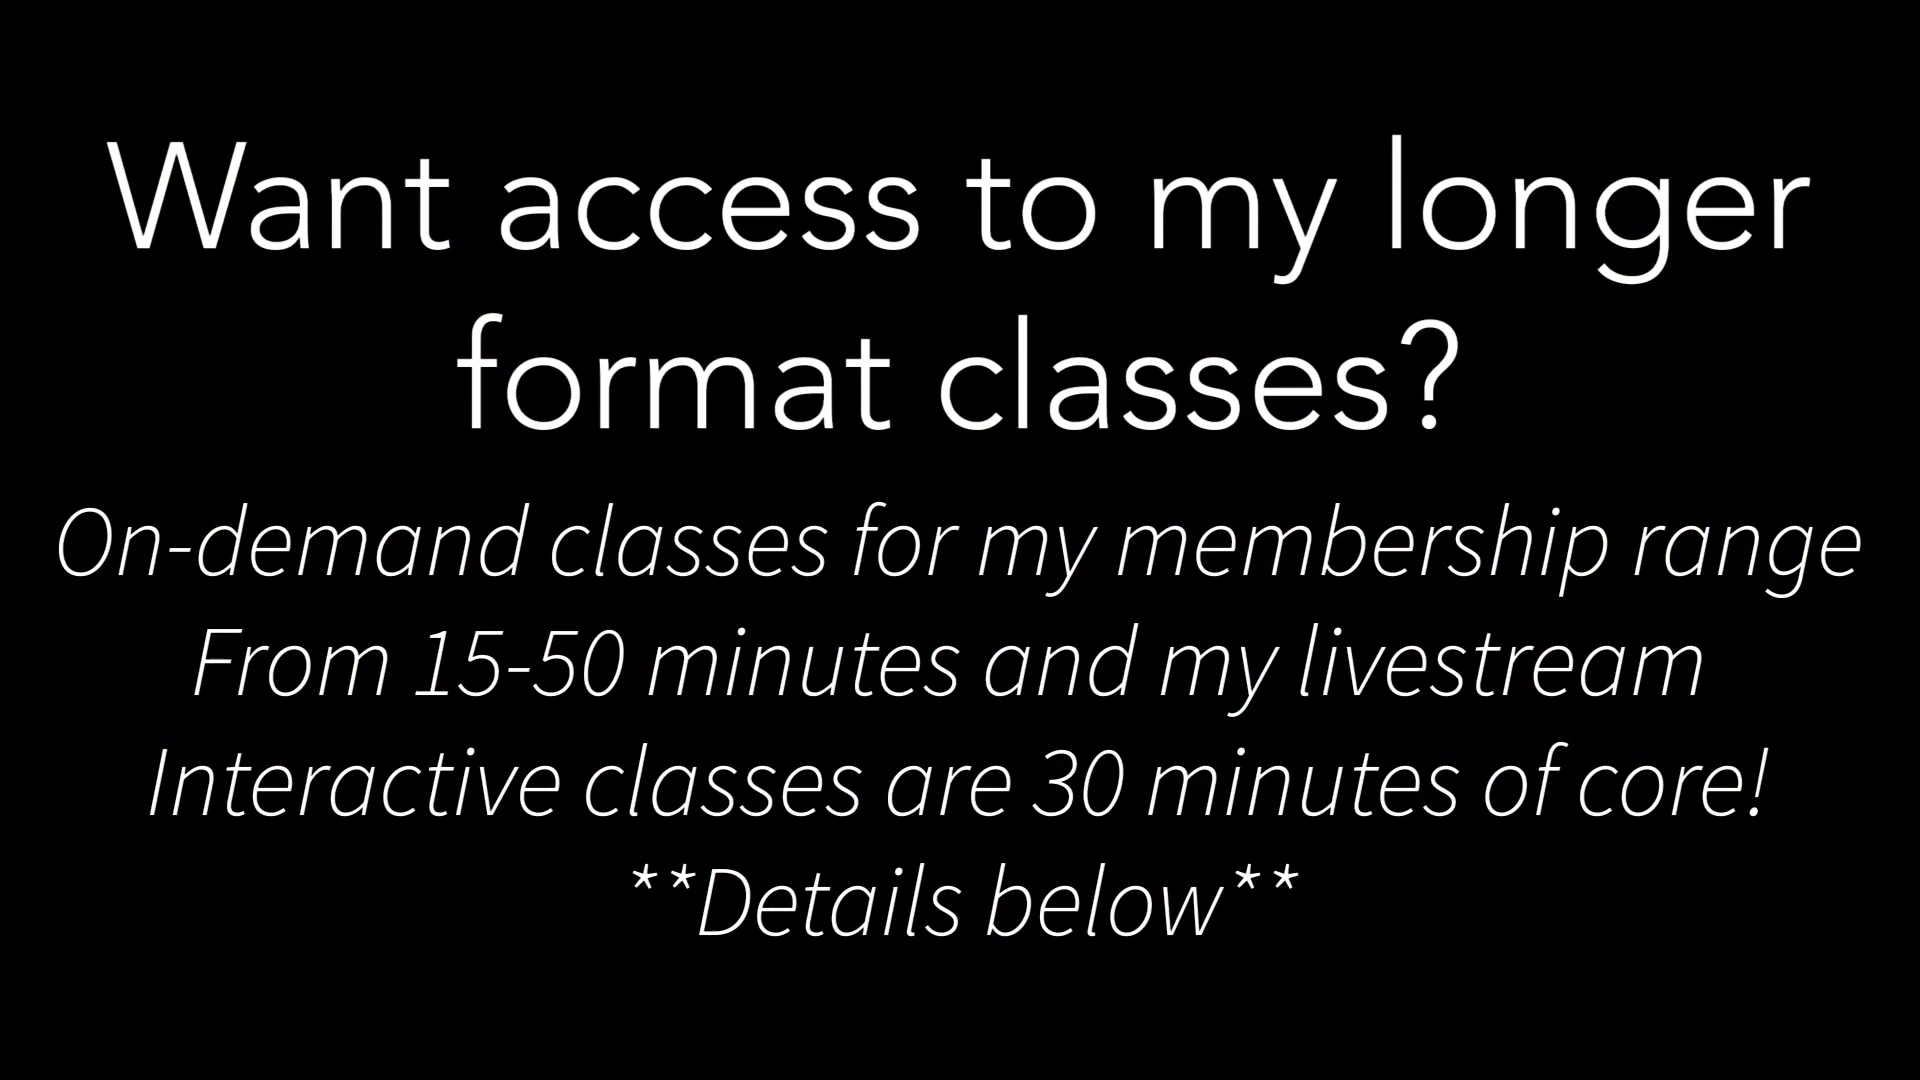 Want access to my longer
format classes?
On-demand classes for my membership range
From 15-50 minutes and my livestream
Interactive classes are 30 minutes of core!
**Details below**